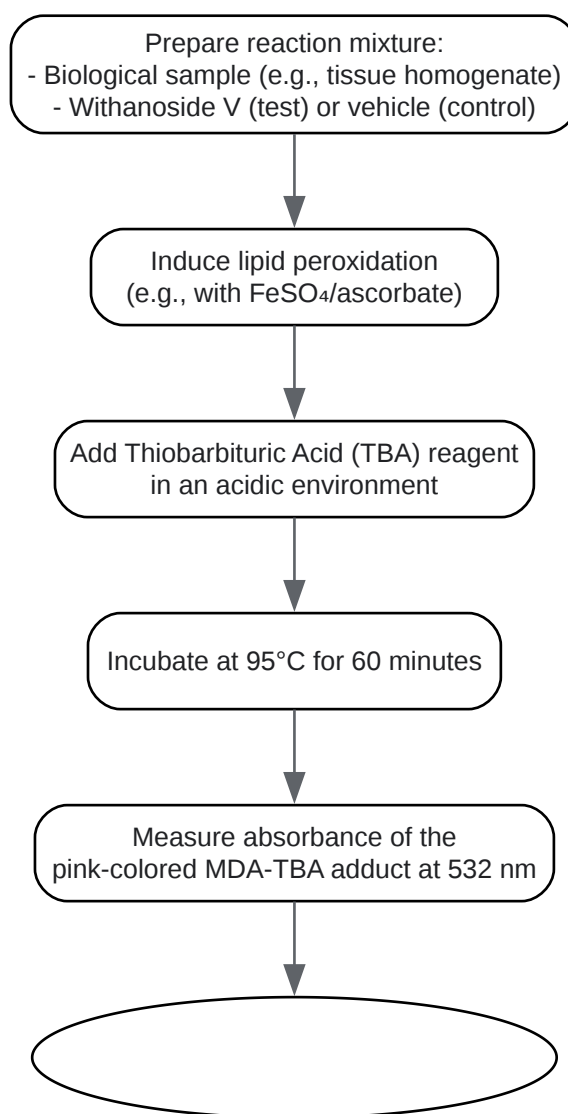 Prepare reaction mixture:
- Biological sample (e.g., tissue homogenate)
- Withanoside V (test) or vehicle (control)
Induce lipid peroxidation
(e.g., with FeSO₄/ascorbate)
Add Thiobarbituric Acid (TBA) reagent
in an acidic environment
Incubate at 95°C for 60 minutes
Measure absorbance of the
pink-colored MDA-TBA adduct at 532 nm